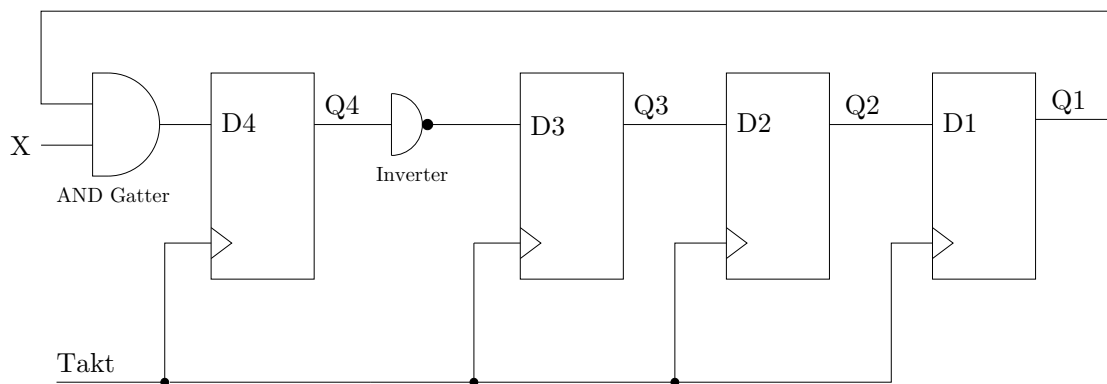 X
AND Gatter
D4
Q4
Inverter
D3
Q3
D2
Q2
D1
Q1
Takt